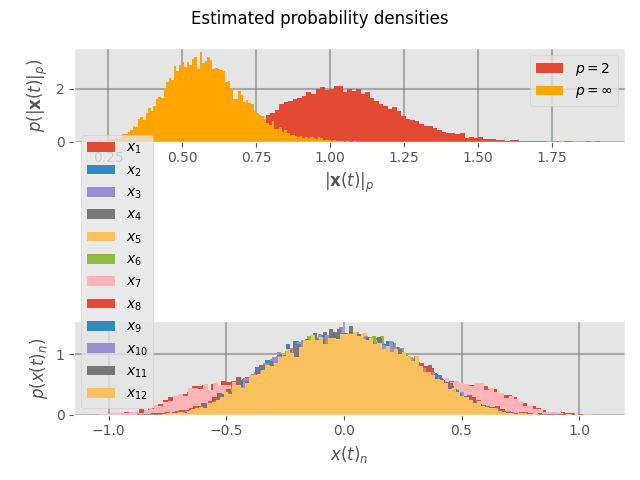 Estimated probability densities
p(|x(t)|ₚ)
2
0
p = 2
p = ∞
0.25 0.50 0.75 1.00 1.25 1.50 1.75
|x(t)|ₚ
x₁
x₂
x₃
x₄
x₅
x₆
x₇
x₈
x₉
x₁₀
x₁₁
x₁₂
p(x(t)ₙ)
1
0
−1.0 −0.5 0.0 0.5 1.0
x(t)ₙ